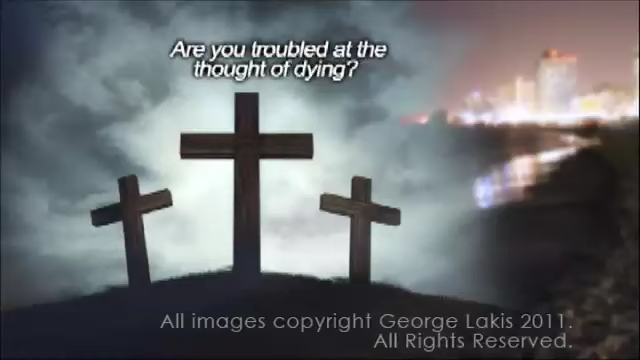 Are you troubled at the
thought of dying?
All images copyright George Lakis 2011.
All Rights Reserved.